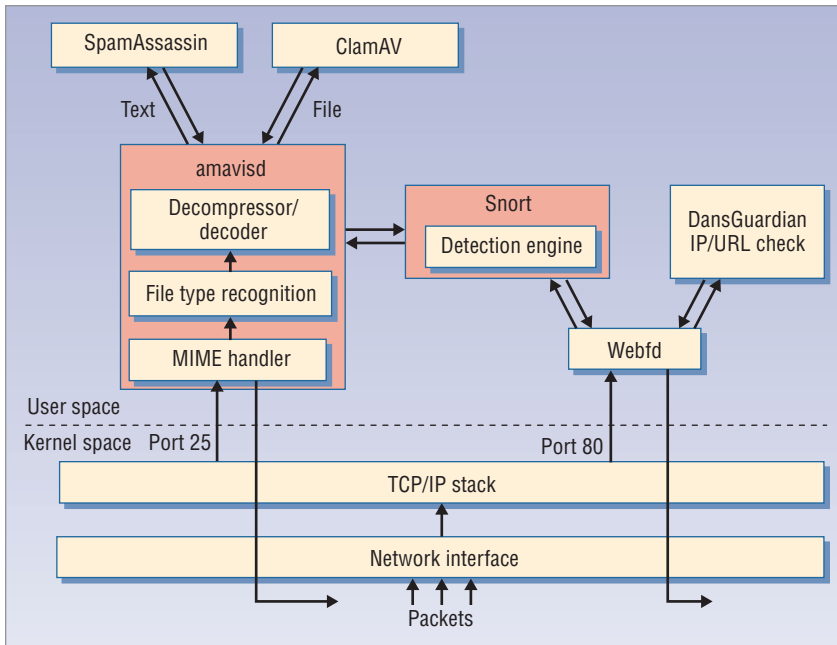 SpamAssassin
ClamAV
Text
File
amavisd
Decompressor/
decoder
File type recognition
MIME handler
Snort
Detection engine
DansGuardian
IP/URL check
Webfd
User space
Kernel space
Port 25
Port 80
TCP/IP stack
Network interface
Packets